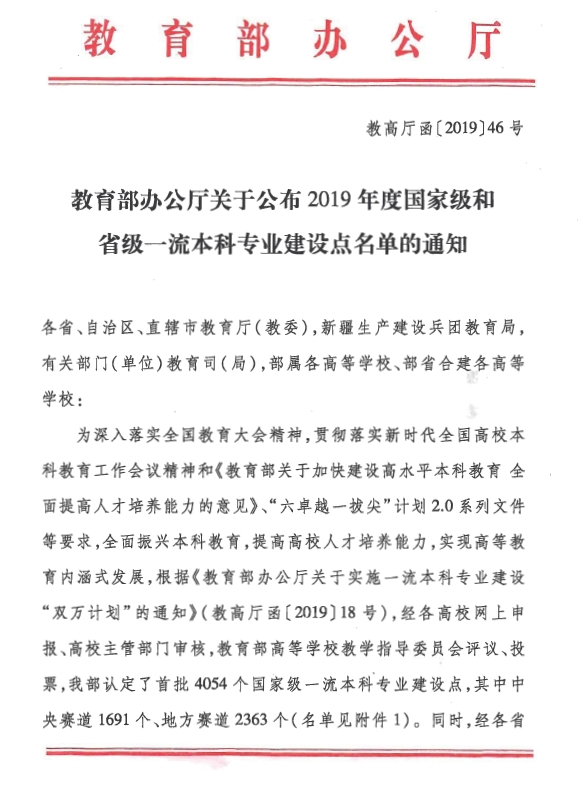 教育部办公厅
教高厅函〔2019〕46号
教育部办公厅关于公布2019年度国家级和
省级一流本科专业建设点名单的通知
各省、自治区、直辖市教育厅(教委),新疆生产建设兵团教育局,
有关部门(单位)教育司(局),部属各高等学校、部省合建各高等
学校:
为深入落实全国教育大会精神,贯彻落实新时代全国高校本
科教育工作会议精神和《教育部关于加快建设高水平本科教育 全
面提高人才培养能力的意见》、“六卓越一拔尖”计划2.0系列文件
等要求,全面振兴本科教育,提高高校人才培养能力,实现高等教
育内涵式发展,根据《教育部办公厅关于实施一流本科专业建设
“双万计划”的通知》(教高厅函〔2019〕18号),经各高校网上申
报、高校主管部门审核,教育部高等学校教学指导委员会评议、投
票,我部认定了首批4054个国家级一流本科专业建设点,其中中
央赛道1691个、地方赛道2363个(名单见附件1)。同时,经各省